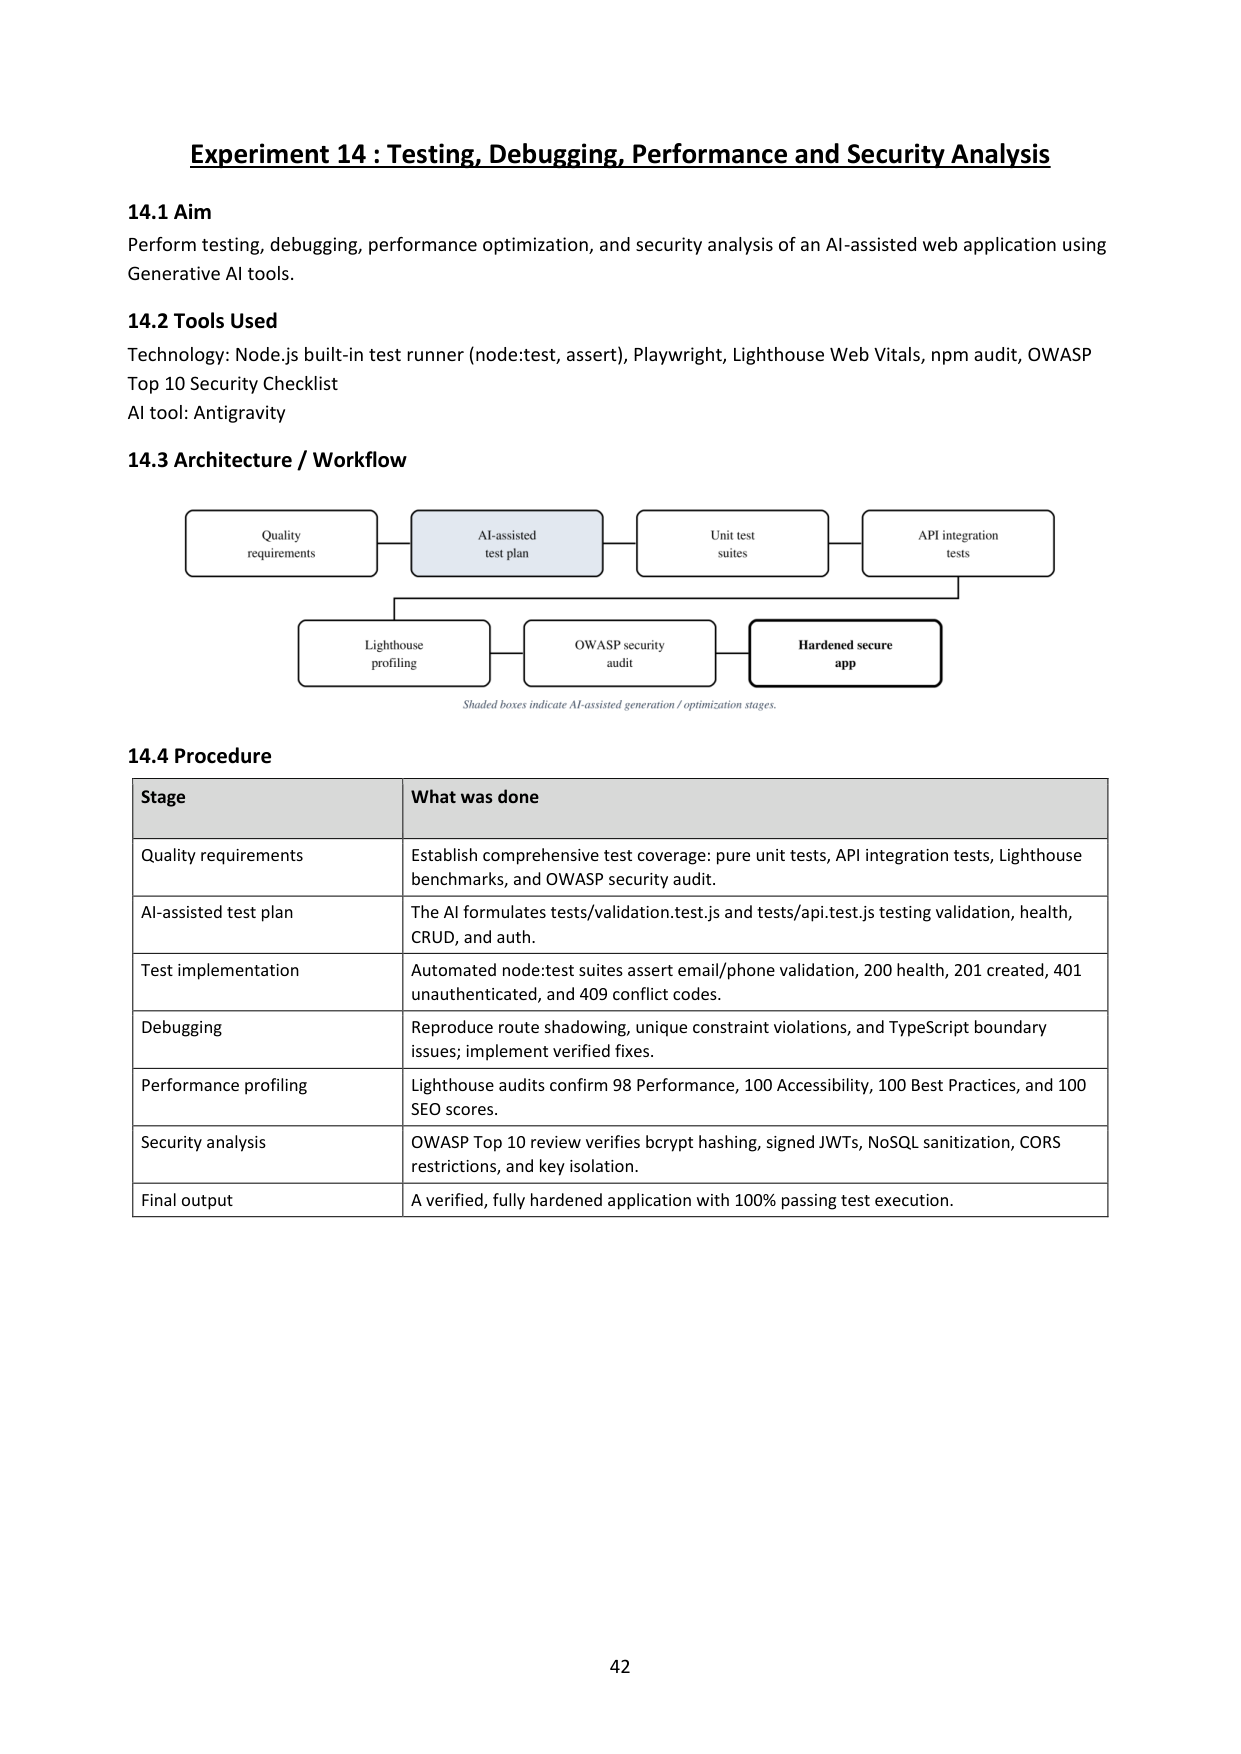 Experiment 14 : Testing, Debugging, Performance and Security Analysis
14.1 Aim
Perform testing, debugging, performance optimization, and security analysis of an AI-assisted web application using
Generative AI tools.
14.2 Tools Used
Technology: Node.js built-in test runner (node:test, assert), Playwright, Lighthouse Web Vitals, npm audit, OWASP
Top 10 Security Checklist
AI tool: Antigravity
14.3 Architecture / Workflow
Quality
requirements
AI-assisted
test plan
Unit test
suites
API integration
tests
Lighthouse
profiling
OWASP security
audit
Hardened secure
app
Shaded boxes indicate AI-assisted generation / optimization stages.
14.4 Procedure
Stage
What was done
Quality requirements
Establish comprehensive test coverage: pure unit tests, API integration tests, Lighthouse
benchmarks, and OWASP security audit.
AI-assisted test plan
The AI formulates tests/validation.test.js and tests/api.test.js testing validation, health,
CRUD, and auth.
Test implementation
Automated node:test suites assert email/phone validation, 200 health, 201 created, 401
unauthenticated, and 409 conflict codes.
Debugging
Reproduce route shadowing, unique constraint violations, and TypeScript boundary
issues; implement verified fixes.
Performance profiling
Lighthouse audits confirm 98 Performance, 100 Accessibility, 100 Best Practices, and 100
SEO scores.
Security analysis
OWASP Top 10 review verifies bcrypt hashing, signed JWTs, NoSQL sanitization, CORS
restrictions, and key isolation.
Final output
A verified, fully hardened application with 100% passing test execution.
42